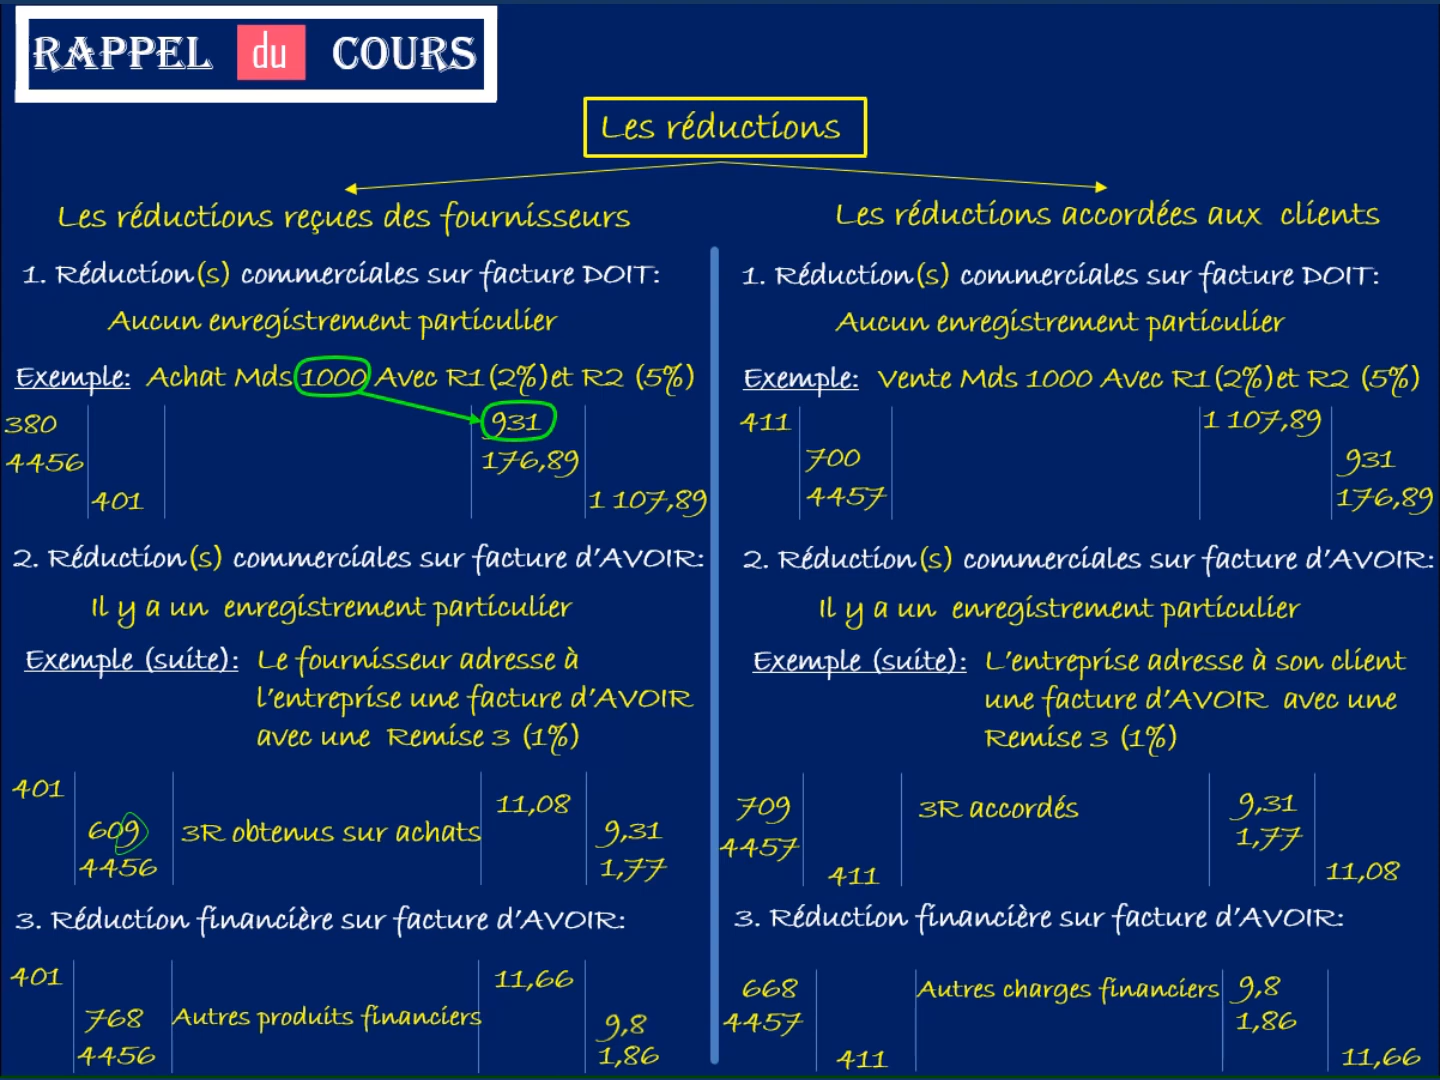 RAPPEL du COURS
Les réductions
Les réductions reçues des fournisseurs
1. Réduction(s) commerciales sur facture DOIT:
Aucun enregistrement particulier
Exemple: Achat Mds 1000 Avec R1 (2%) et R2 (5%)
380 931
4456 176,89
401 1 107,89
2. Réduction(s) commerciales sur facture d'AVOIR:
Il y a un enregistrement particulier
Exemple (suite): Le fournisseur adresse à
l'entreprise une facture d'AVOIR
avec une Remise 3 (1%)
401 11,08
609 3R obtenus sur achats 9,31
4456 1,77
3. Réduction financière sur facture d'AVOIR:
401 11,66
768 Autres produits financiers 9,8
4456 1,86
Les réductions accordées aux clients
1. Réduction(s) commerciales sur facture DOIT:
Aucun enregistrement particulier
Exemple: Vente Mds 1000 Avec R1 (2%) et R2 (5%)
411 1 107,89
700 931
4457 176,89
2. Réduction(s) commerciales sur facture d'AVOIR:
Il y a un enregistrement particulier
Exemple (suite): L'entreprise adresse à son client
une facture d'AVOIR avec une
Remise 3 (1%)
709 3R accordés 9,31
4457 1,77
411 11,08
3. Réduction financière sur facture d'AVOIR:
668 Autres charges financiers 9,8
4457 1,86
411 11,66